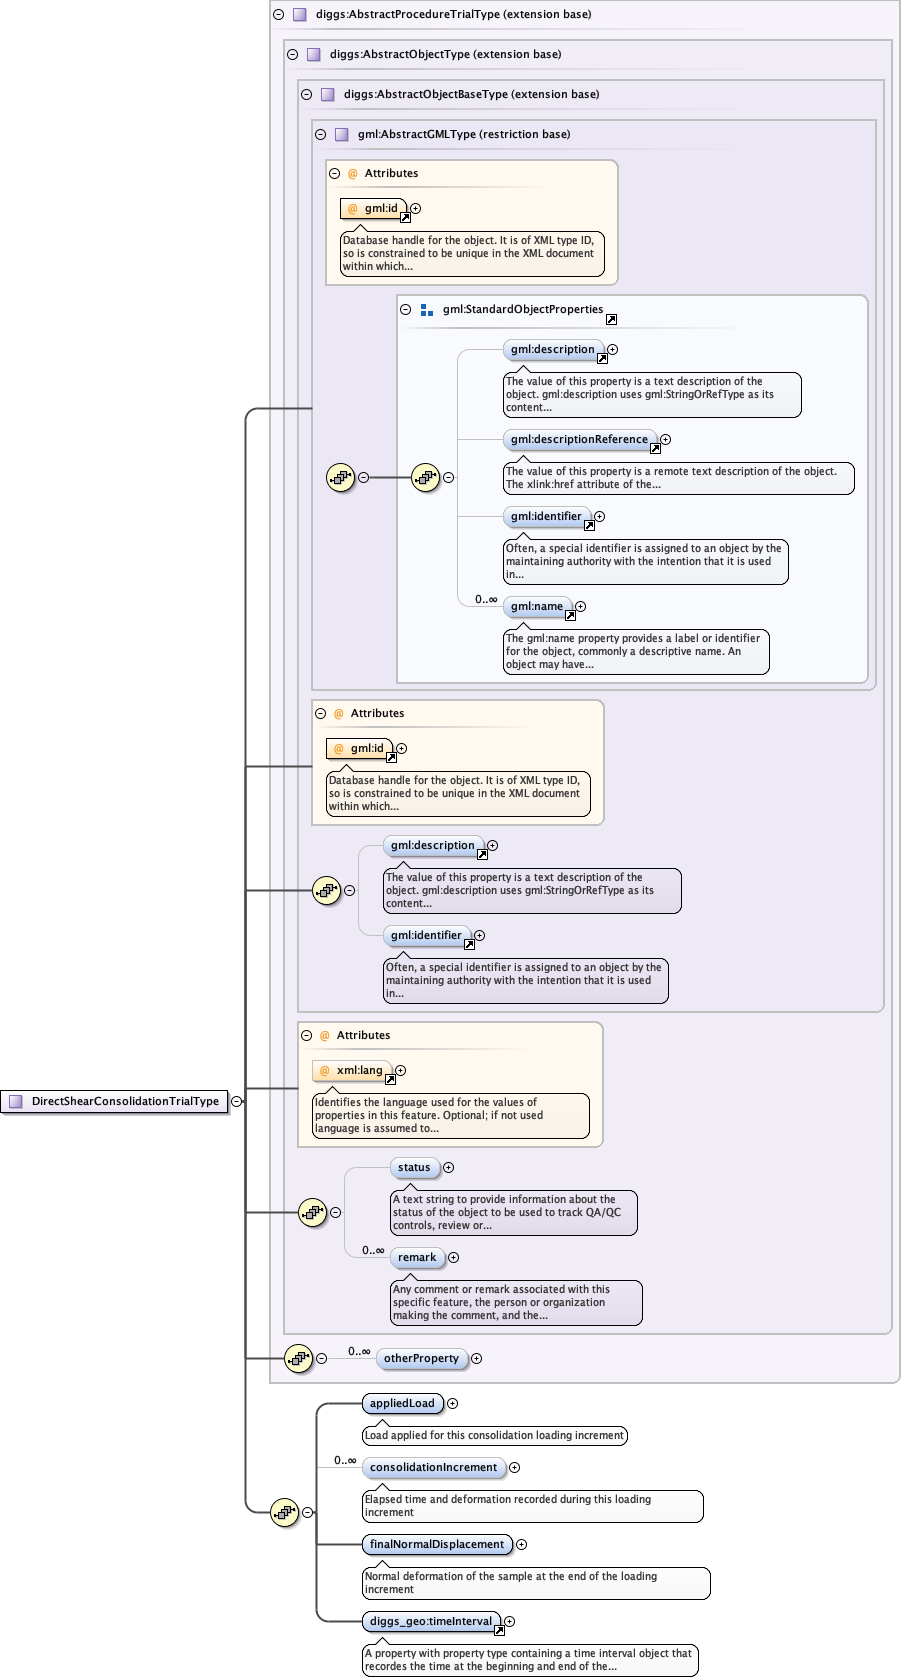 diggs:AbstractProcedureTrialType (extension base)
diggs:AbstractObjectType (extension base)
diggs:AbstractObjectBaseType (extension base)
gml:AbstractGMLType (restriction base)
@ Attributes
@ gml:id
Database handle for the object. It is of XML type ID,
so is constrained to be unique in the XML document
within which...
gml:StandardObjectProperties
gml:description
The value of this property is a text description of the
object. gml:description uses gml:StringOrRefType as its
content...
gml:descriptionReference
The value of this property is a remote text description of the object.
The xlink:href attribute of the...
gml:identifier
Often, a special identifier is assigned to an object by the
maintaining authority with the intention that it is used
in...
0..∞
gml:name
The gml:name property provides a label or identifier
for the object, commonly a descriptive name. An
object may have...
@ Attributes
@ gml:id
Database handle for the object. It is of XML type ID,
so is constrained to be unique in the XML document
within which...
gml:description
The value of this property is a text description of the
object. gml:description uses gml:StringOrRefType as its
content...
gml:identifier
Often, a special identifier is assigned to an object by the
maintaining authority with the intention that it is used
in...
@ Attributes
@ xml:lang
Identifies the language used for the values of
properties in this feature. Optional; if not used
language is assumed to...
DirectShearConsolidationTrialType
status
A text string to provide information about the
status of the object to be used to track QA/QC
controls, review or...
0..∞
remark
Any comment or remark associated with this
specific feature, the person or organization
making the comment, and the...
0..∞
otherProperty
appliedLoad
Load applied for this consolidation loading increment
0..∞
consolidationIncrement
Elapsed time and deformation recorded during this loading
increment
finalNormalDisplacement
Normal deformation of the sample at the end of the loading
increment
diggs_geo:timeInterval
A property with property type containing a time interval object that
recordes the time at the beginning and end of the...